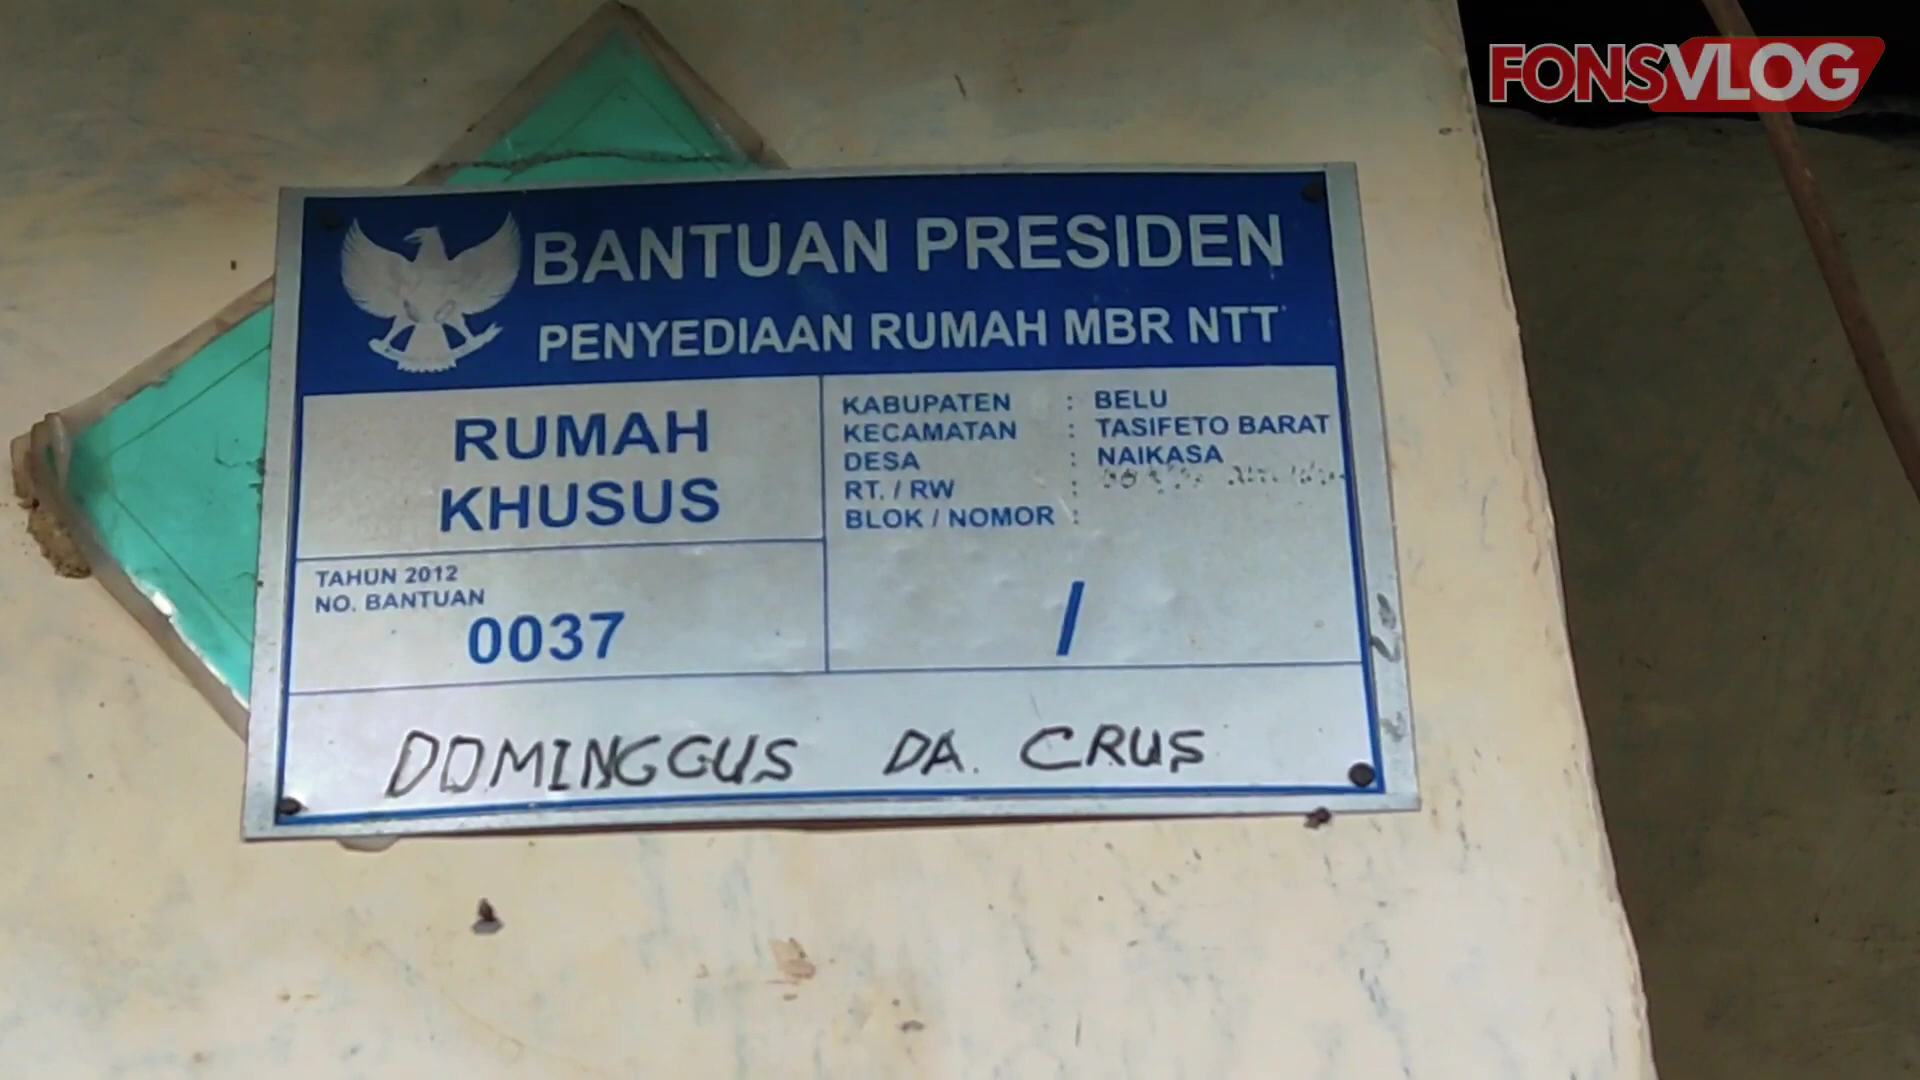 FONSVLOG
BANTUAN PRESIDEN
PENYEDIAAN RUMAH MBR NTT
RUMAH
KHUSUS
TAHUN 2012
NO. BANTUAN
0037
KABUPATEN : BELU
KECAMATAN : TASIFETO BARAT
DESA : NAIKASA
RT. / RW :
BLOK / NOMOR :
/
DOMINGGUS DA. CRUS